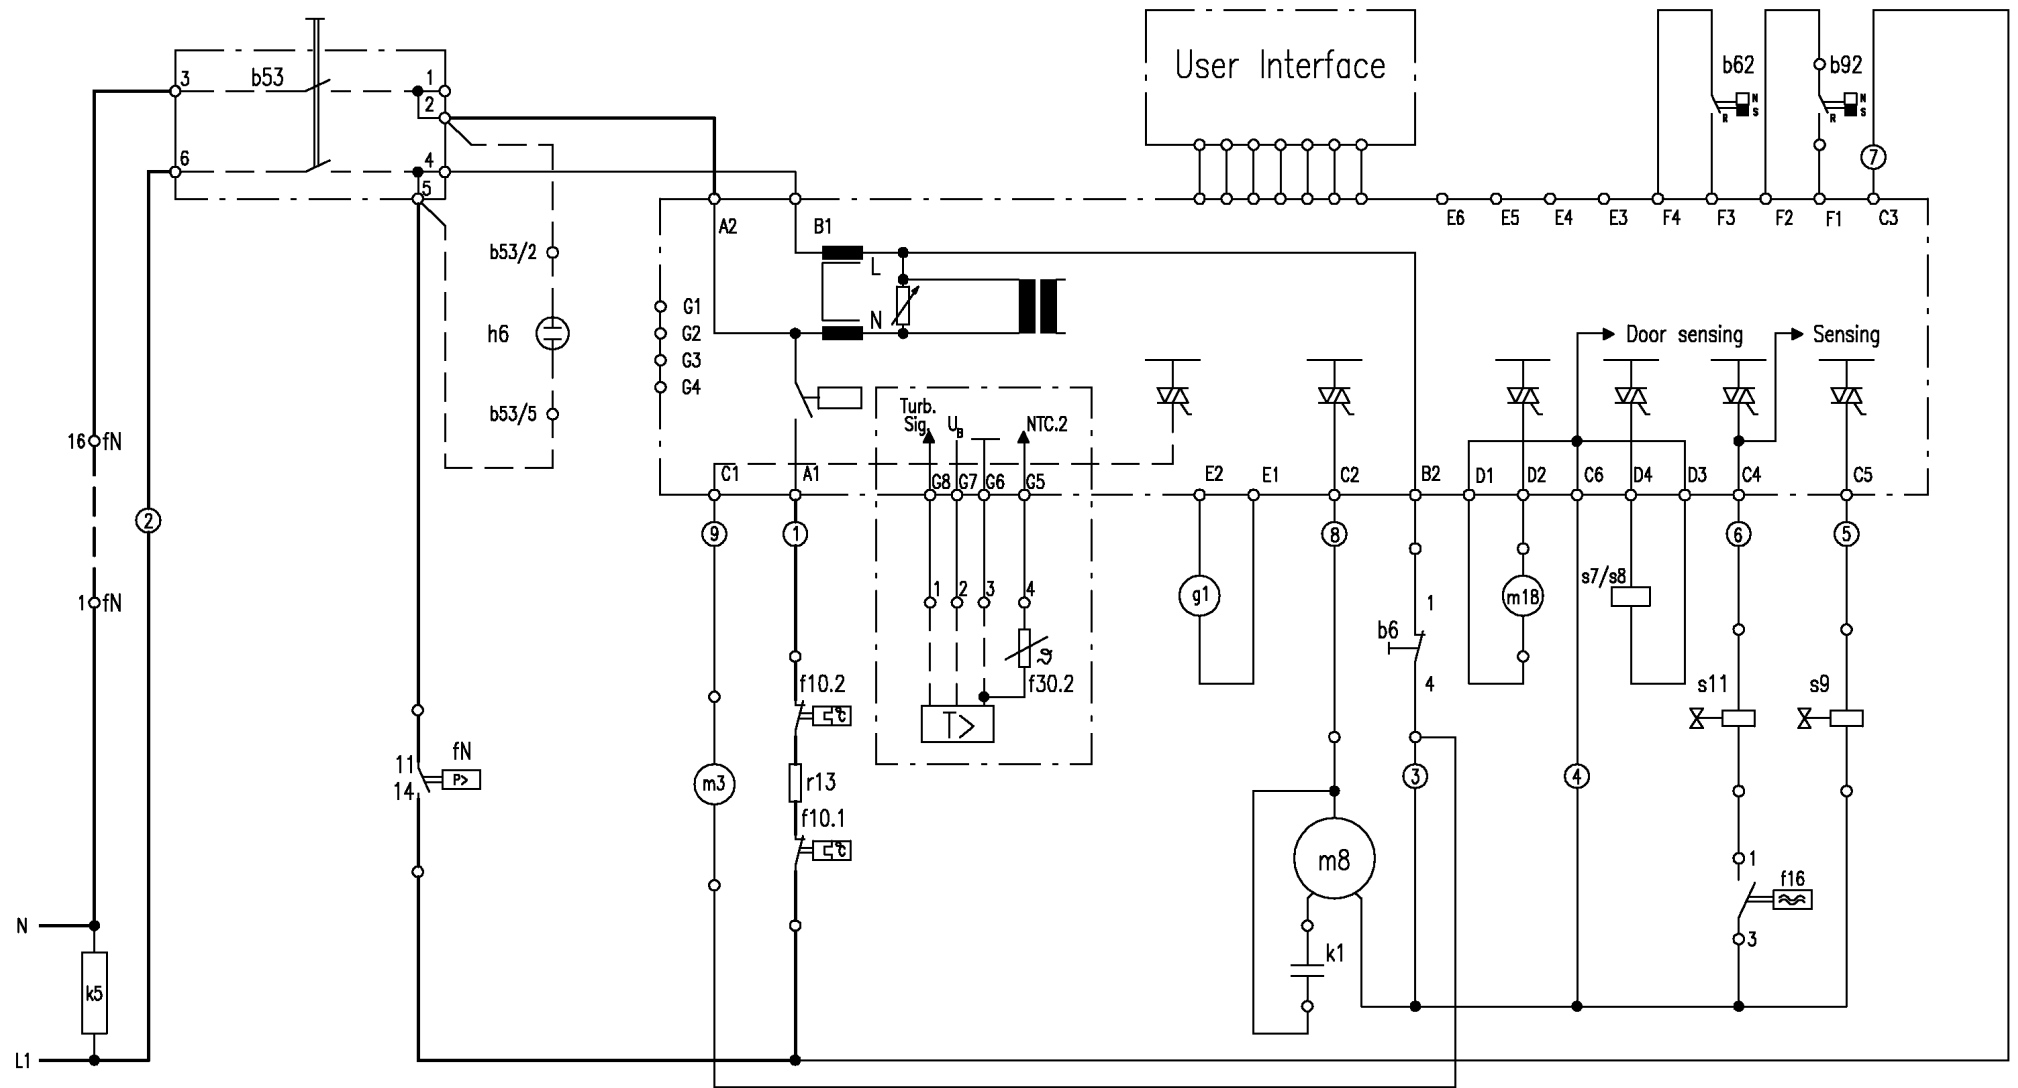 User Interface
b62
b92
N
S
R
N
S
R
3
b53
1
2
6
4
5
7
E6
E5
E4
E3
F4
F3
F2
F1
C3
A2
B1
b53/2
L
G1
N
G2
h6
G3
G4
Door sensing
Sensing
b53/5
Turb.
Sig.
UB
NTC.2
16
fN
C1
A1
G8
G7
G6
G5
E2
E1
C2
B2
D1
D2
C6
D4
D3
C4
C5
2
9
1
8
6
5
1
fN
1
2
3
4
g1
m18
s7/s8
1
b6
ϑ
f10.2
f30.2
4
s11
s9
°C
T>
11
fN
14
P>
m3
r13
3
4
f10.1
°C
m8
1
f16
N
3
k1
k5
L1